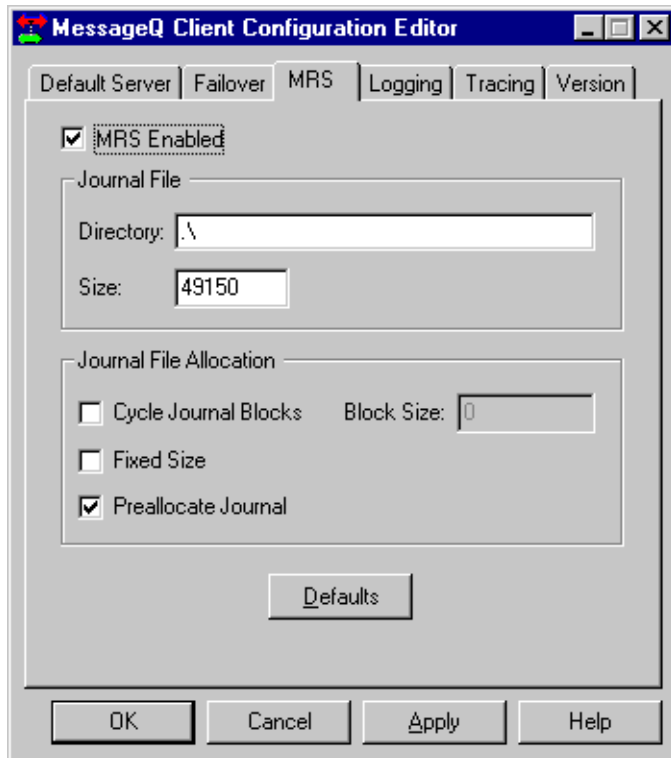 MessageQ Client Configuration Editor
Default Server Failover MRS Logging Tracing Version
MRS Enabled
Journal File
Directory: .\
Size: 49150
Journal File Allocation
Cycle Journal Blocks Block Size: 0
Fixed Size
Preallocate Journal
Defaults
OK Cancel Apply Help